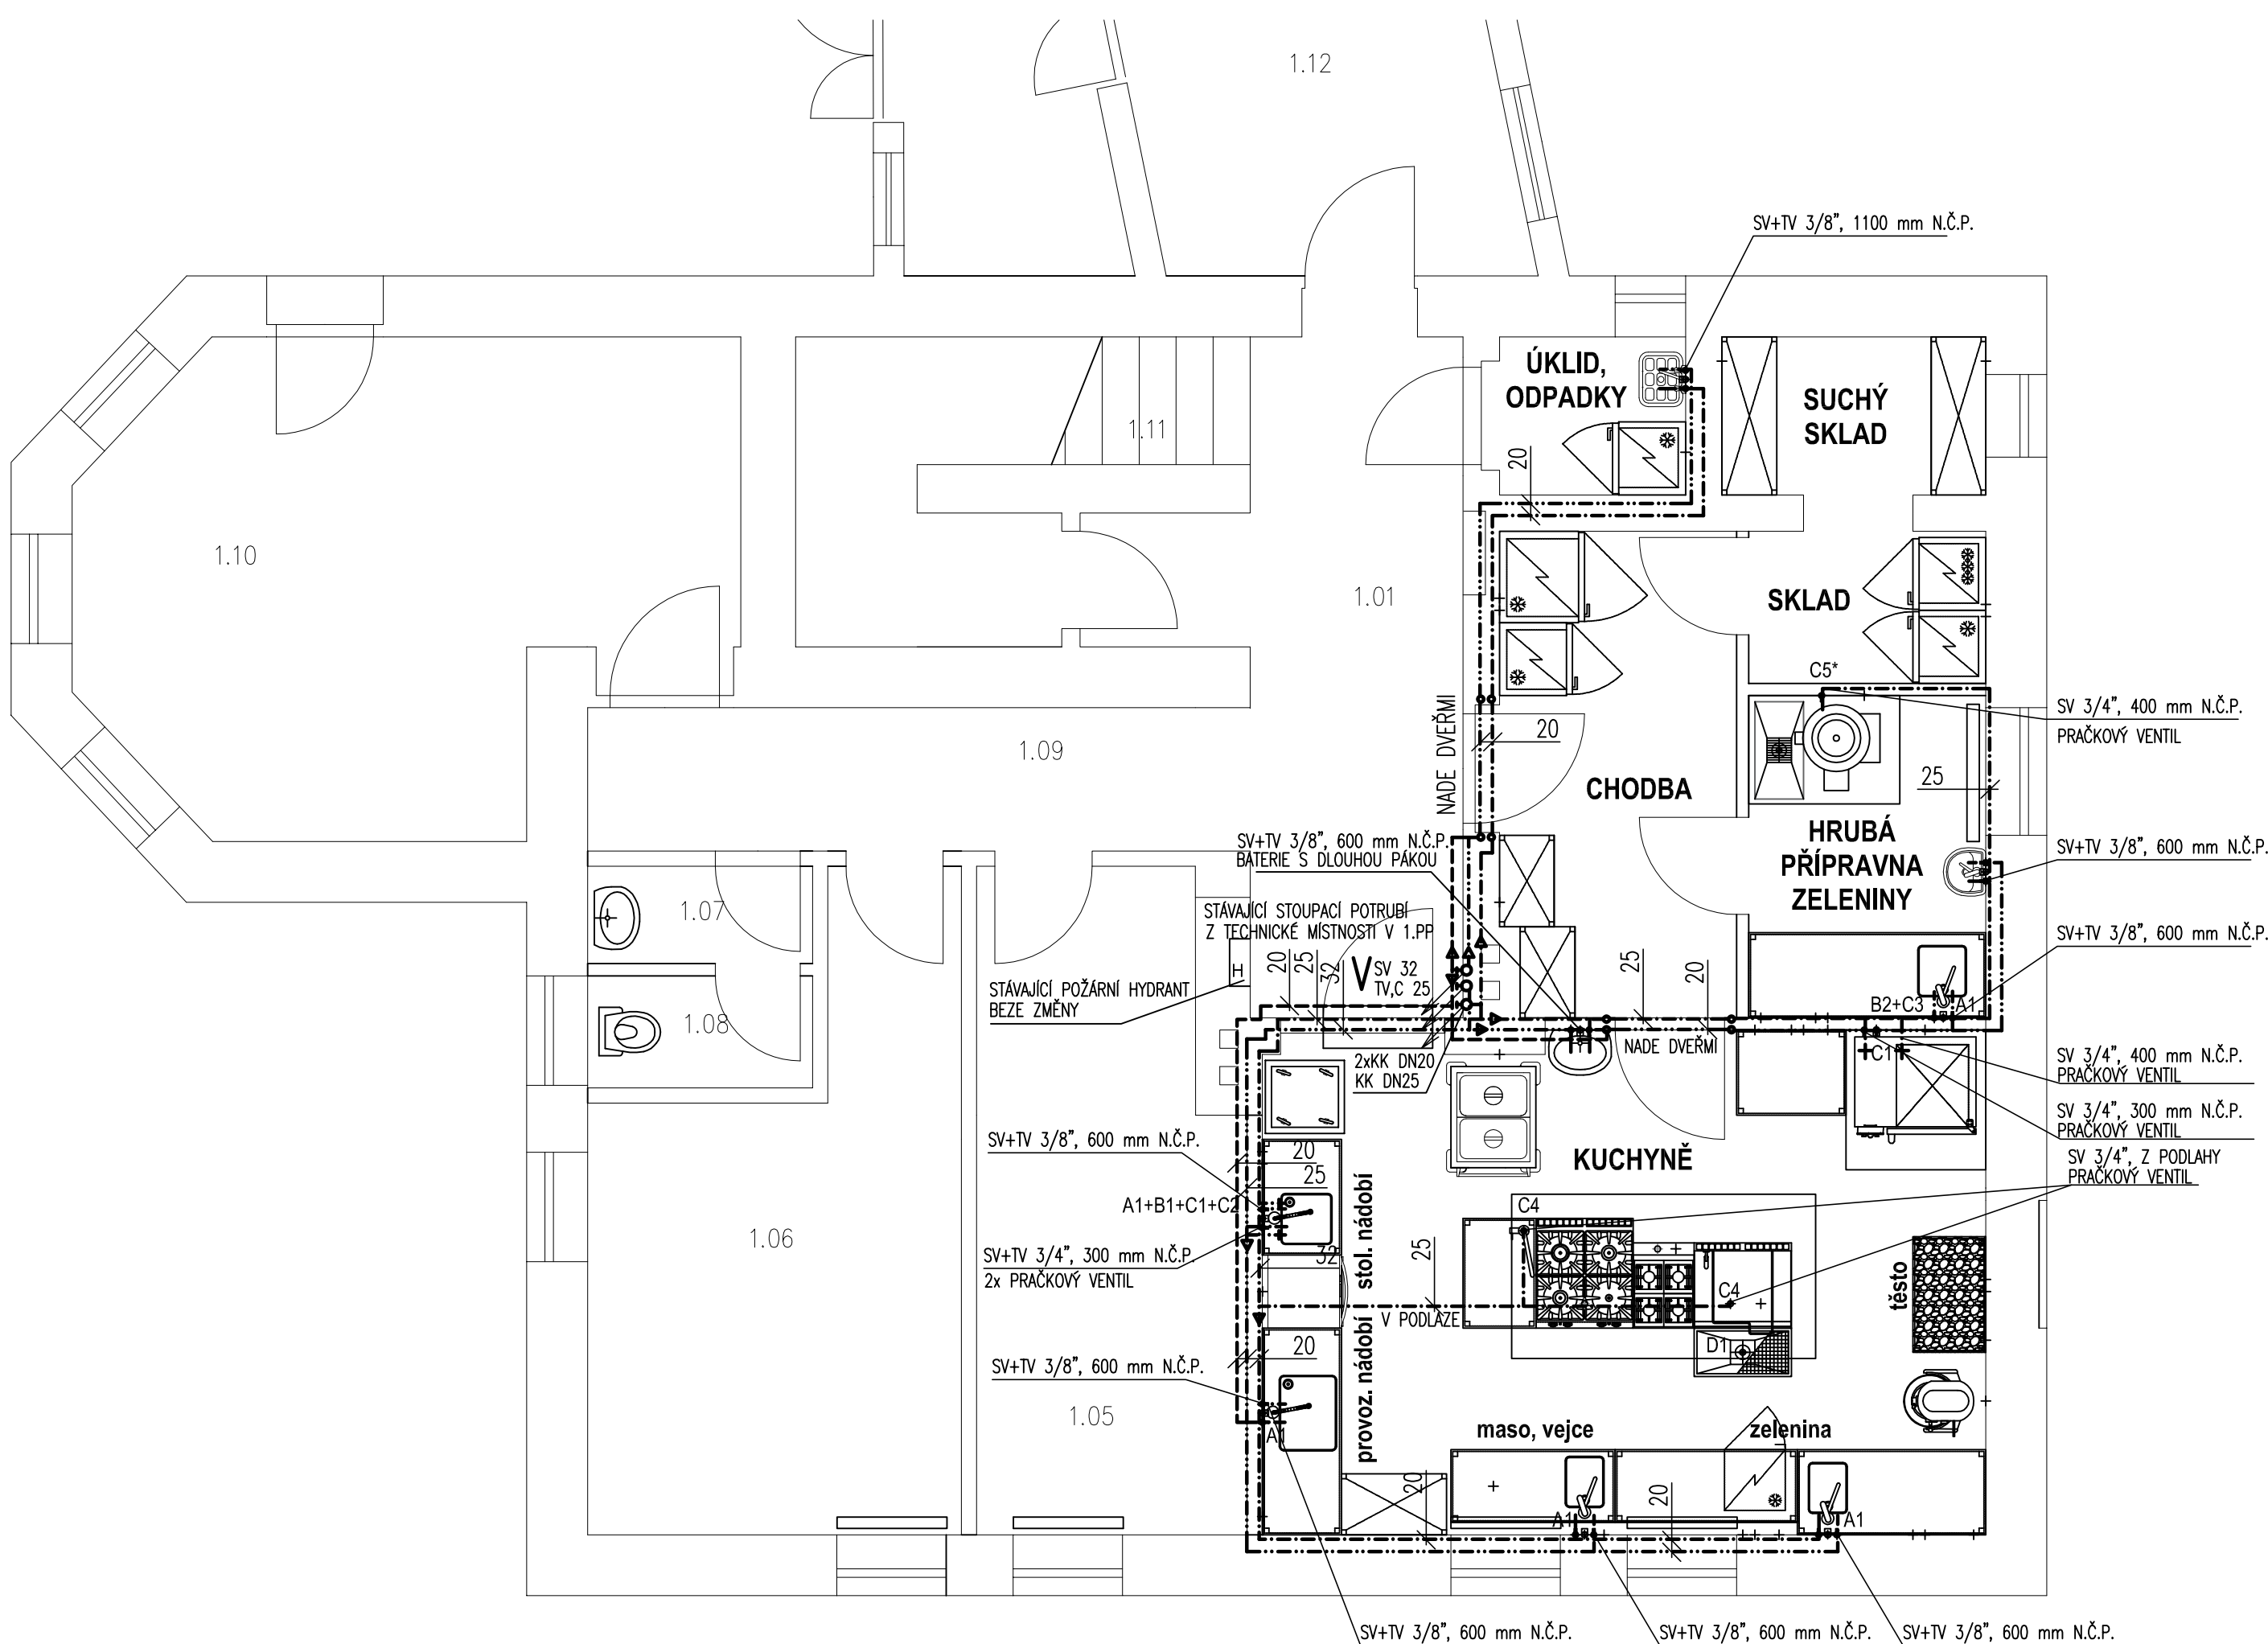 1.12
SV+TV 3/8", 1100 mm N.Č.P.
ÚKLID,
ODPADKY
SUCHÝ
SKLAD
1.11
20
1.10
1.01
SKLAD
C5*
SV 3/4", 400 mm N.Č.P.
PRAČKOVÝ VENTIL
1.09
NADE DVEŘMI
20
CHODBA
25
HRUBÁ
PŘÍPRAVNA
ZELENINY
SV+TV 3/8", 600 mm N.Č.P.
BATERIE S DLOUHOU PÁKOU
SV+TV 3/8", 600 mm N.Č.P.
1.07
STÁVAJÍCÍ STOUPACÍ POTRUBÍ
Z TECHNICKÉ MÍSTNOSTI V 1.PP
SV+TV 3/8", 600 mm N.Č.P.
H
20
25
32
V
SV 32
TV,C 25
25
20
STÁVAJÍCÍ POŽÁRNÍ HYDRANT
BEZE ZMĚNY
B2+C3
A1
1.08
NADE DVEŘMI
C1
2xKK DN20
KK DN25
SV 3/4", 400 mm N.Č.P.
PRAČKOVÝ VENTIL
SV 3/4", 300 mm N.Č.P.
PRAČKOVÝ VENTIL
SV+TV 3/8", 600 mm N.Č.P.
20
25
KUCHYNĚ
SV 3/4", Z PODLAHY
PRAČKOVÝ VENTIL
A1+B1+C1+C2
stol. nádobí
C4
1.06
SV+TV 3/4", 300 mm N.Č.P.
2x PRAČKOVÝ VENTIL
32
25
C4
těsto
V PODLAZE
20
D1
SV+TV 3/8", 600 mm N.Č.P.
provoz. nádobí
1.05
A1
maso, vejce
zelenina
20
20
A1
A1
SV+TV 3/8", 600 mm N.Č.P.
SV+TV 3/8", 600 mm N.Č.P.
SV+TV 3/8", 600 mm N.Č.P.